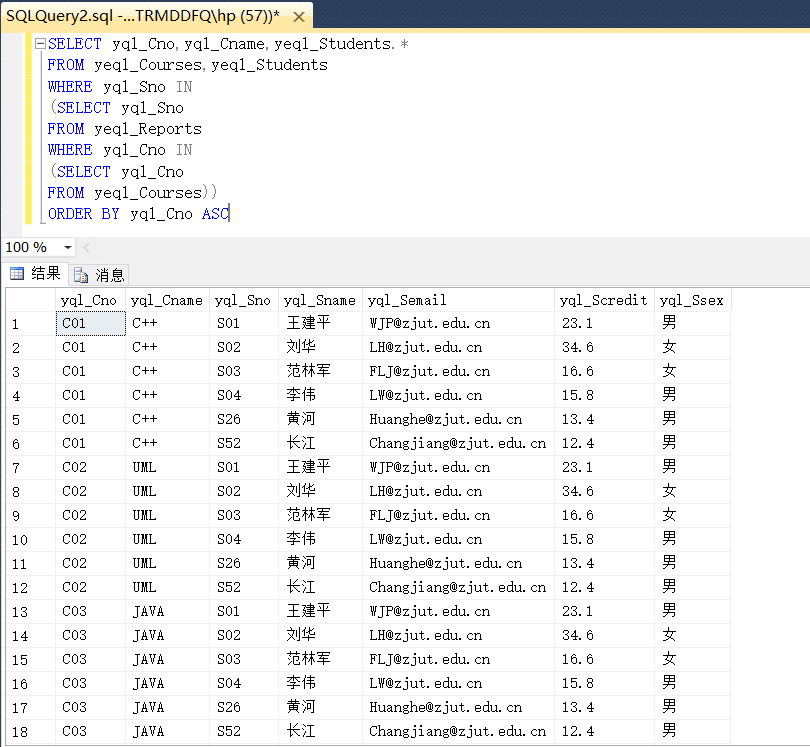 SQLQuery2.sql -...TRMDDFQ\hp (57))* ×
SELECT yql_Cno,yql_Cname,yeql_Students.*
FROM yeql_Courses,yeql_Students
WHERE yql_Sno IN
(SELECT yql_Sno
FROM yeql_Reports
WHERE yql_Cno IN
(SELECT yql_Cno
FROM yeql_Courses))
ORDER BY yql_Cno ASC
100 %
结果 消息
yql_Cno yql_Cname yql_Sno yql_Sname yql_Semail yql_Scredit yql_Ssex
1 C01 C++ S01 王建平 WJP@zjut.edu.cn 23.1 男
2 C01 C++ S02 刘华 LH@zjut.edu.cn 34.6 女
3 C01 C++ S03 范林军 FLJ@zjut.edu.cn 16.6 女
4 C01 C++ S04 李伟 LW@zjut.edu.cn 15.8 男
5 C01 C++ S26 黄河 Huanghe@zjut.edu.cn 13.4 男
6 C01 C++ S52 长江 Changjiang@zjut.edu.cn 12.4 男
7 C02 UML S01 王建平 WJP@zjut.edu.cn 23.1 男
8 C02 UML S02 刘华 LH@zjut.edu.cn 34.6 女
9 C02 UML S03 范林军 FLJ@zjut.edu.cn 16.6 女
10 C02 UML S04 李伟 LW@zjut.edu.cn 15.8 男
11 C02 UML S26 黄河 Huanghe@zjut.edu.cn 13.4 男
12 C02 UML S52 长江 Changjiang@zjut.edu.cn 12.4 男
13 C03 JAVA S01 王建平 WJP@zjut.edu.cn 23.1 男
14 C03 JAVA S02 刘华 LH@zjut.edu.cn 34.6 女
15 C03 JAVA S03 范林军 FLJ@zjut.edu.cn 16.6 女
16 C03 JAVA S04 李伟 LW@zjut.edu.cn 15.8 男
17 C03 JAVA S26 黄河 Huanghe@zjut.edu.cn 13.4 男
18 C03 JAVA S52 长江 Changjiang@zjut.edu.cn 12.4 男